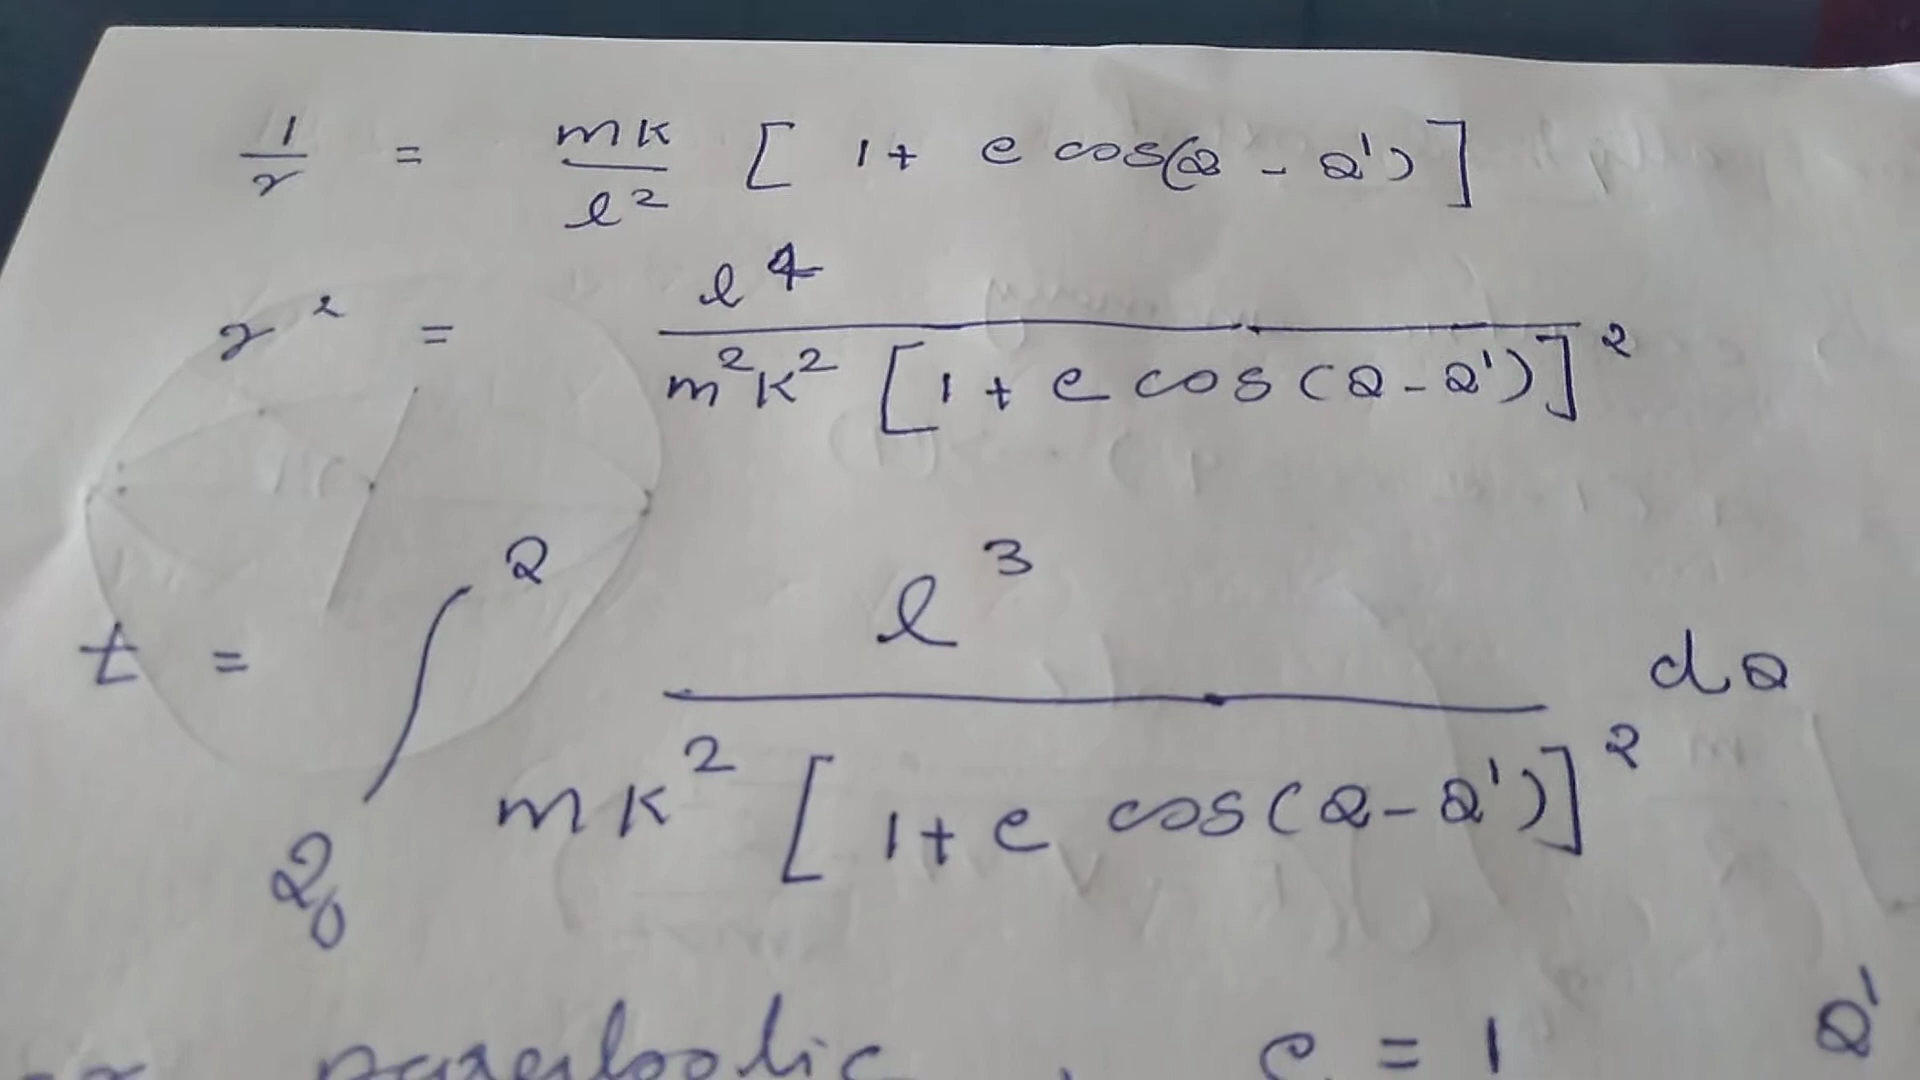 1/r = mk/l² [ 1 + e cos(θ - θ') ]
r² = l⁴ / m²k² [ 1 + e cos(θ - θ') ]²
t = ∫_θ₀^θ l³ / mk² [ 1 + e cos(θ - θ') ]² dθ
parabolic, e = 1 θ'